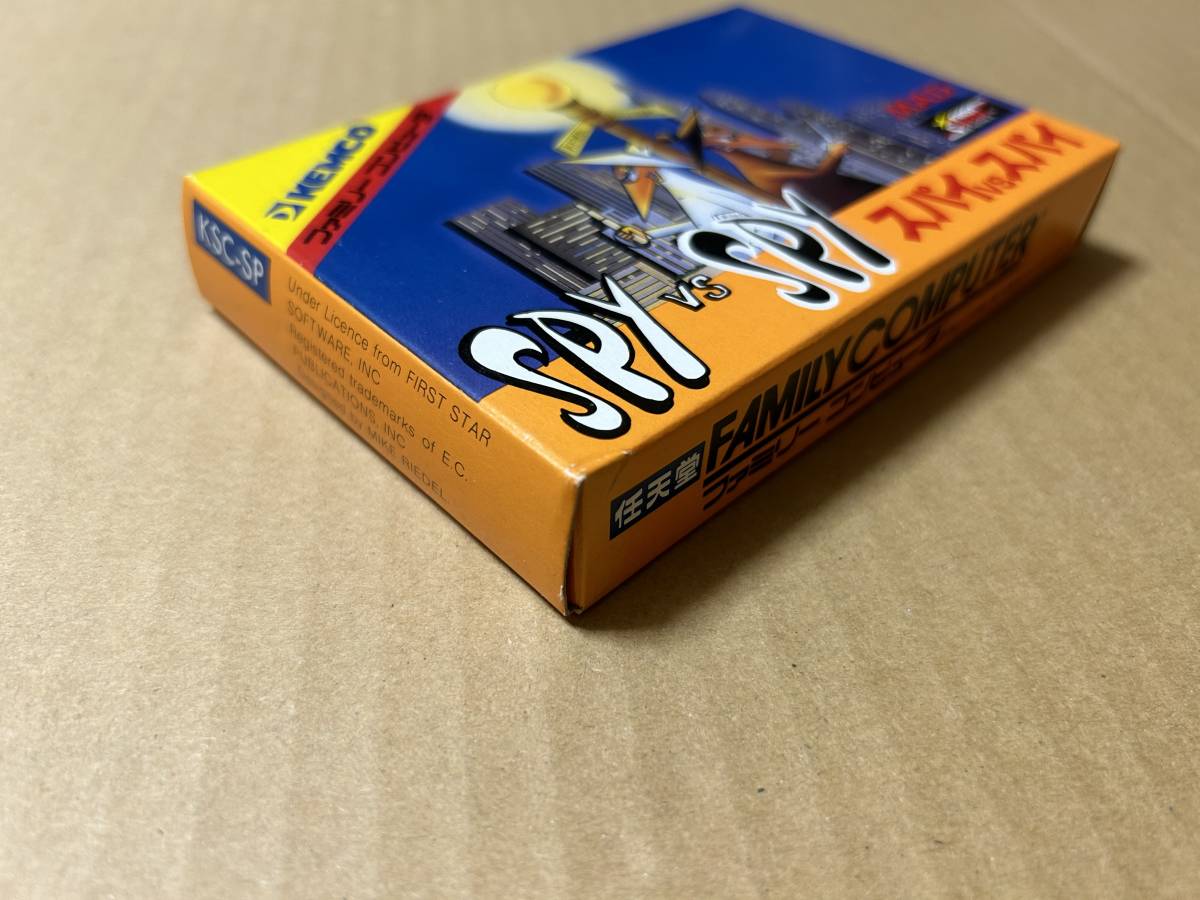 KEMCO
ファミリー コンピュータ
MAD
スパイVSスパイ
SPY VS SPY
KSC-SP
Under Licence from FIRST STAR
SOFTWARE, INC
Registered trademarks of E.C.
PUBLICATIONS, INC
by MIKE RIEDEL
任天堂
FAMILY COMPUTER
ファミリー コンピュータ